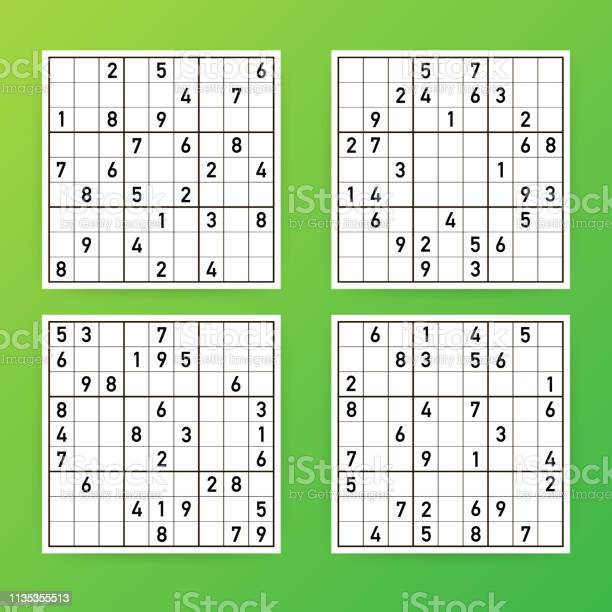 2 5 6
4 7
1 8 9
7 6 8
7 6 2 4
8 5 2
1 3 8
9 4
8 2 4
5 7
2 4 6 3
9 1 2
2 7 6 8
3 1
1 4 9 3
6 4 5
9 2 5 6
9 3
5 3 7
6 1 9 5
9 8 6
8 6 3
4 8 3 1
7 2 6
6 2 8
4 1 9 5
8 7 9
6 1 4 5
8 3 5 6
2 1
8 4 7 6
6 3
7 9 1 4
5 2
7 2 6 9
4 5 8 7
iStock
by Getty Images
1135355513